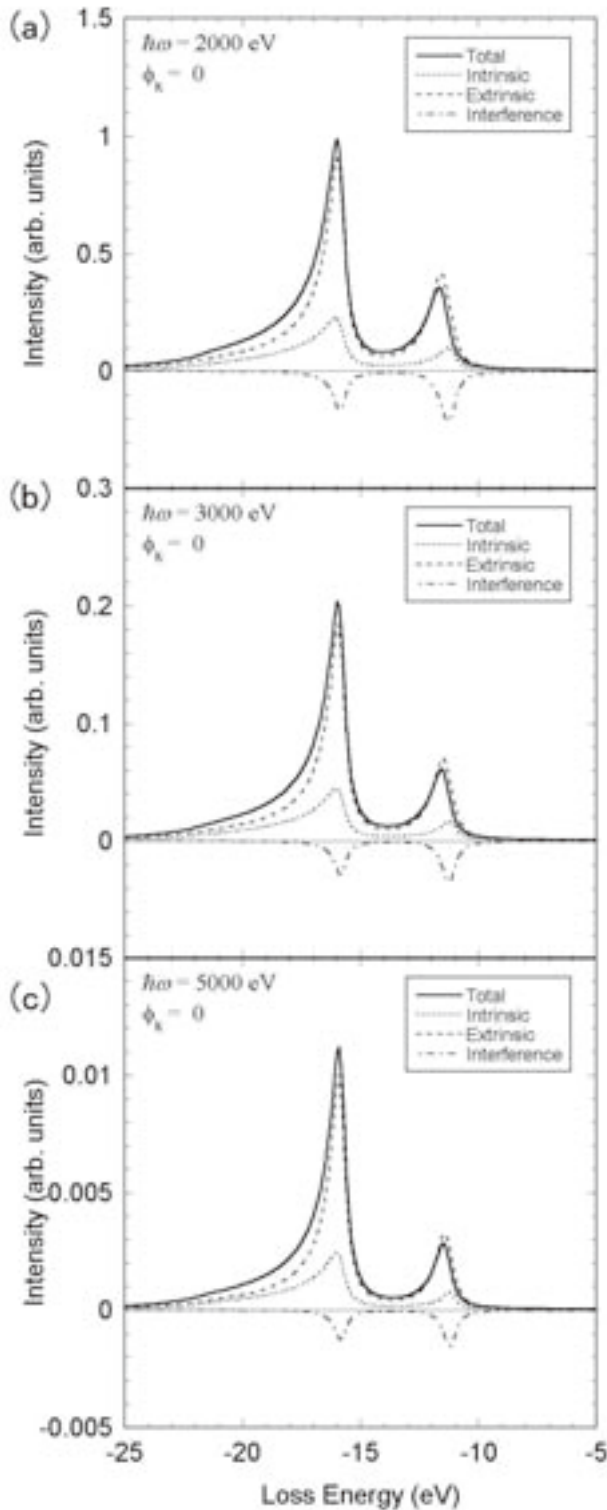 (a)
1.5
ħω = 2000 eV
ϕκ = 0
Total
Intrinsic
Extrinsic
Interference
1
0.5
0
Intensity (arb. units)
(b)
0.3
ħω = 3000 eV
ϕκ = 0
Total
Intrinsic
Extrinsic
Interference
0.2
0.1
0
Intensity (arb. units)
(c)
0.015
ħω = 5000 eV
ϕκ = 0
Total
Intrinsic
Extrinsic
Interference
0.01
0.005
0
-0.005
Intensity (arb. units)
-25 -20 -15 -10 -5
Loss Energy (eV)